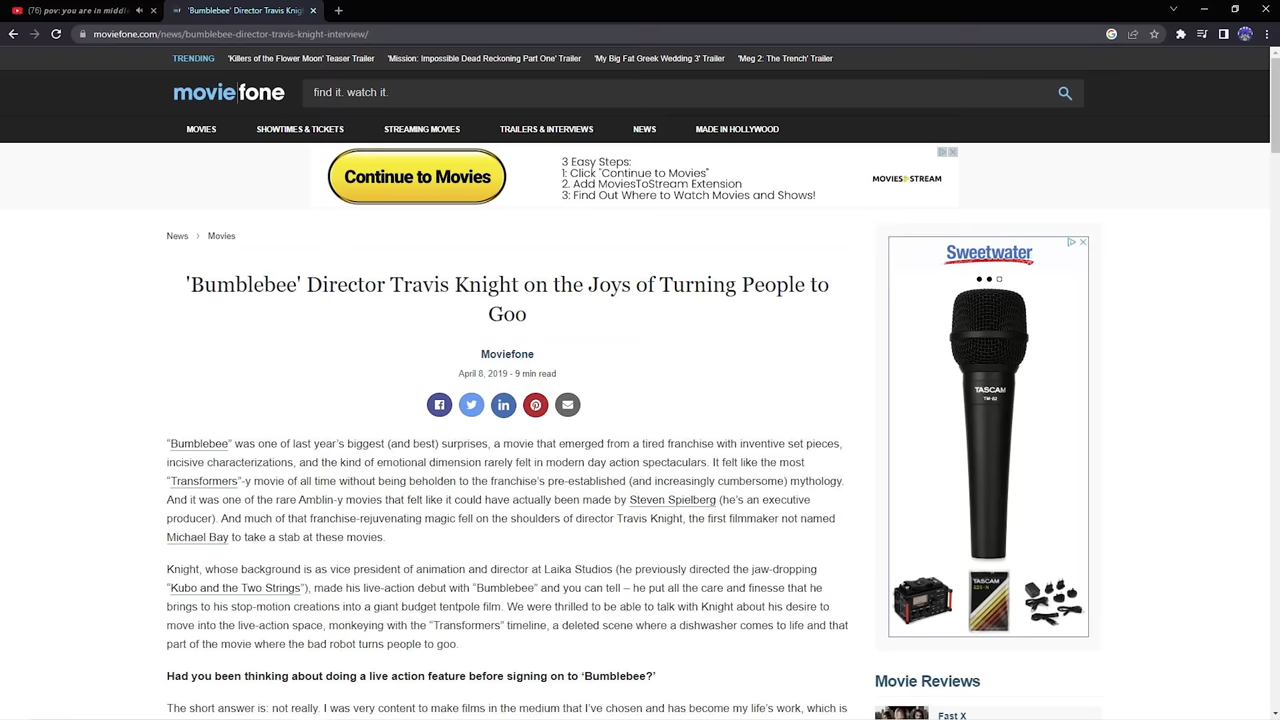 (76) pov: you are in middle
'Bumblebee' Director Travis Knig
moviefone.com/news/bumblebee-director-travis-knight-interview/
TRENDING 'Killers of the Flower Moon' Teaser Trailer 'Mission: Impossible Dead Reckoning Part One' Trailer 'My Big Fat Greek Wedding 3' Trailer 'Meg 2: The Trench' Trailer
moviefone find it. watch it.
MOVIES SHOWTIMES & TICKETS STREAMING MOVIES TRAILERS & INTERVIEWS NEWS MADE IN HOLLYWOOD
Continue to Movies
3 Easy Steps:
1: Click "Continue to Movies"
2. Add MoviesToStream Extension
3: Find Out Where to Watch Movies and Shows!
MOVIES STREAM
News › Movies
'Bumblebee' Director Travis Knight on the Joys of Turning People to
Goo
Moviefone
April 8, 2019 - 9 min read
“Bumblebee” was one of last year’s biggest (and best) surprises, a movie that emerged from a tired franchise with inventive set pieces,
incisive characterizations, and the kind of emotional dimension rarely felt in modern day action spectaculars. It felt like the most
“Transformers”-y movie of all time without being beholden to the franchise’s pre-established (and increasingly cumbersome) mythology.
And it was one of the rare Amblin-y movies that felt like it could have actually been made by Steven Spielberg (he’s an executive
producer). And much of that franchise-rejuvenating magic fell on the shoulders of director Travis Knight, the first filmmaker not named
Michael Bay to take a stab at these movies.
Knight, whose background is as vice president of animation and director at Laika Studios (he previously directed the jaw-dropping
“Kubo and the Two Strings”), made his live-action debut with “Bumblebee” and you can tell – he put all the care and finesse that he
brings to his stop-motion creations into a giant budget tentpole film. We were thrilled to be able to talk with Knight about his desire to
move into the live-action space, monkeying with the “Transformers” timeline, a deleted scene where a dishwasher comes to life and that
part of the movie where the bad robot turns people to goo.
Had you been thinking about doing a live action feature before signing on to ‘Bumblebee?’
The short answer is: not really. I was very content to make films in the medium that I’ve chosen and has become my life’s work, which is
Sweetwater
TASCAM
TM-82
TASCAM
Movie Reviews
Fast X